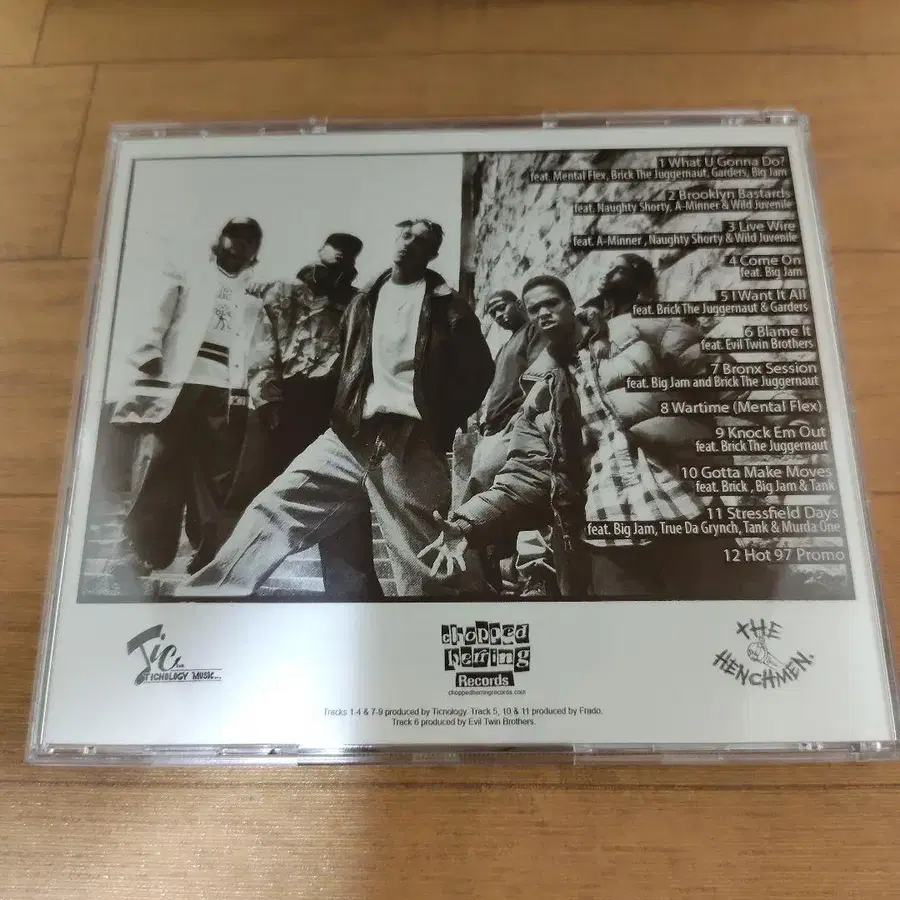 1 What U Gonna Do?
feat. Mental Flex, Brick The Juggernaut, Garders, Big Jam
2 Brooklyn Bastards
feat. Naughty Shorty, A-Minner & Wild Juvenile
3 Live Wire
feat. A-Minner , Naughty Shorty & Wild Juvenile
4 Come On
feat. Big Jam
5 I Want It All
feat. Brick The Juggernaut & Garders
6 Blame It
feat. Evil Twin Brothers
7 Bronx Session
feat. Big Jam and Brick The Juggernaut
8 Wartime (Mental Flex)
9 Knock Em Out
feat. Brick The Juggernaut
10 Gotta Make Moves
feat. Brick , Big Jam & Tank
11 Stressfield Days
feat. Big Jam, True Da Grynch, Tank & Murda One
12 Hot 97 Promo
Tic
TICHOLOGY MUSIC...
chopped
herring
Records
choppedherringrecords.com
THE
HENCHMEN.
Tracks 1-4 & 7-9 produced by Ticnology. Track 5, 10 & 11 produced by Frado.
Track 6 produced by Evil Twin Brothers.